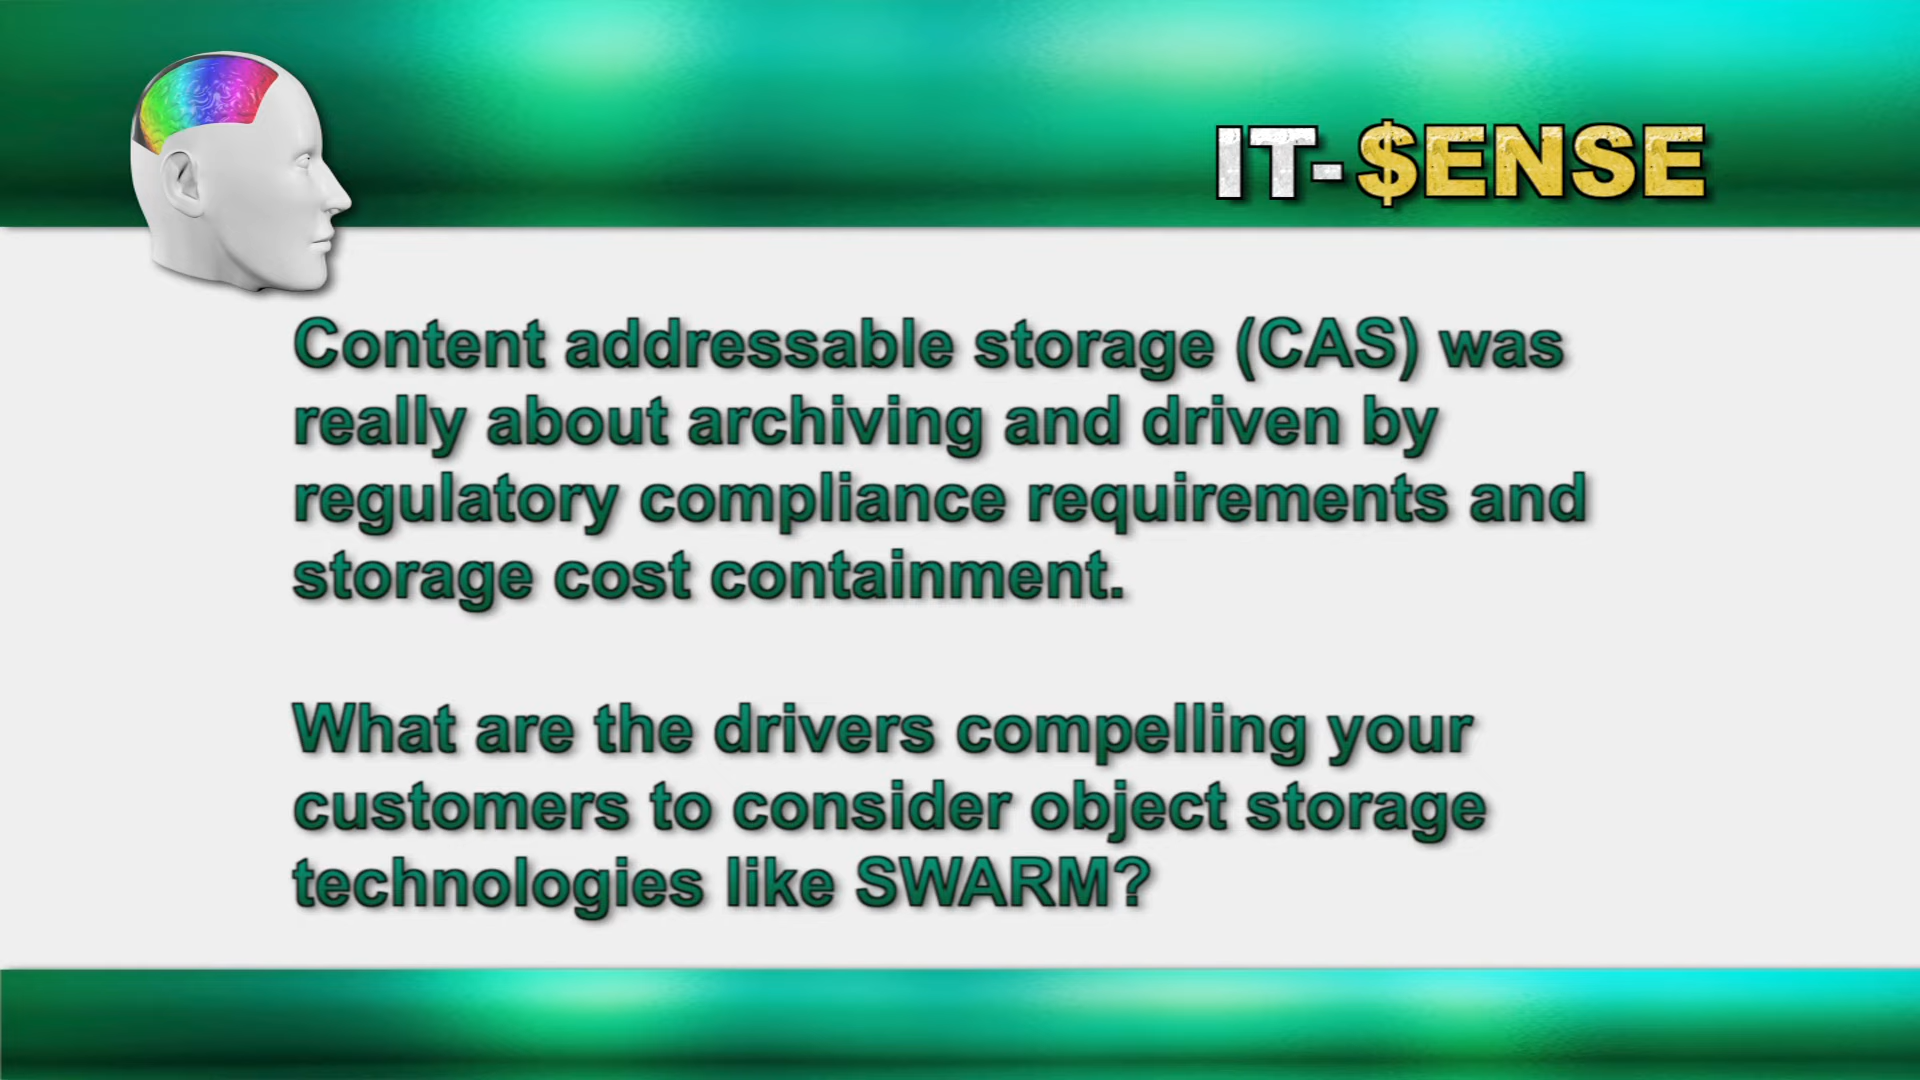 IT-$ENSE
Content addressable storage (CAS) was
really about archiving and driven by
regulatory compliance requirements and
storage cost containment.
What are the drivers compelling your
customers to consider object storage
technologies like SWARM?